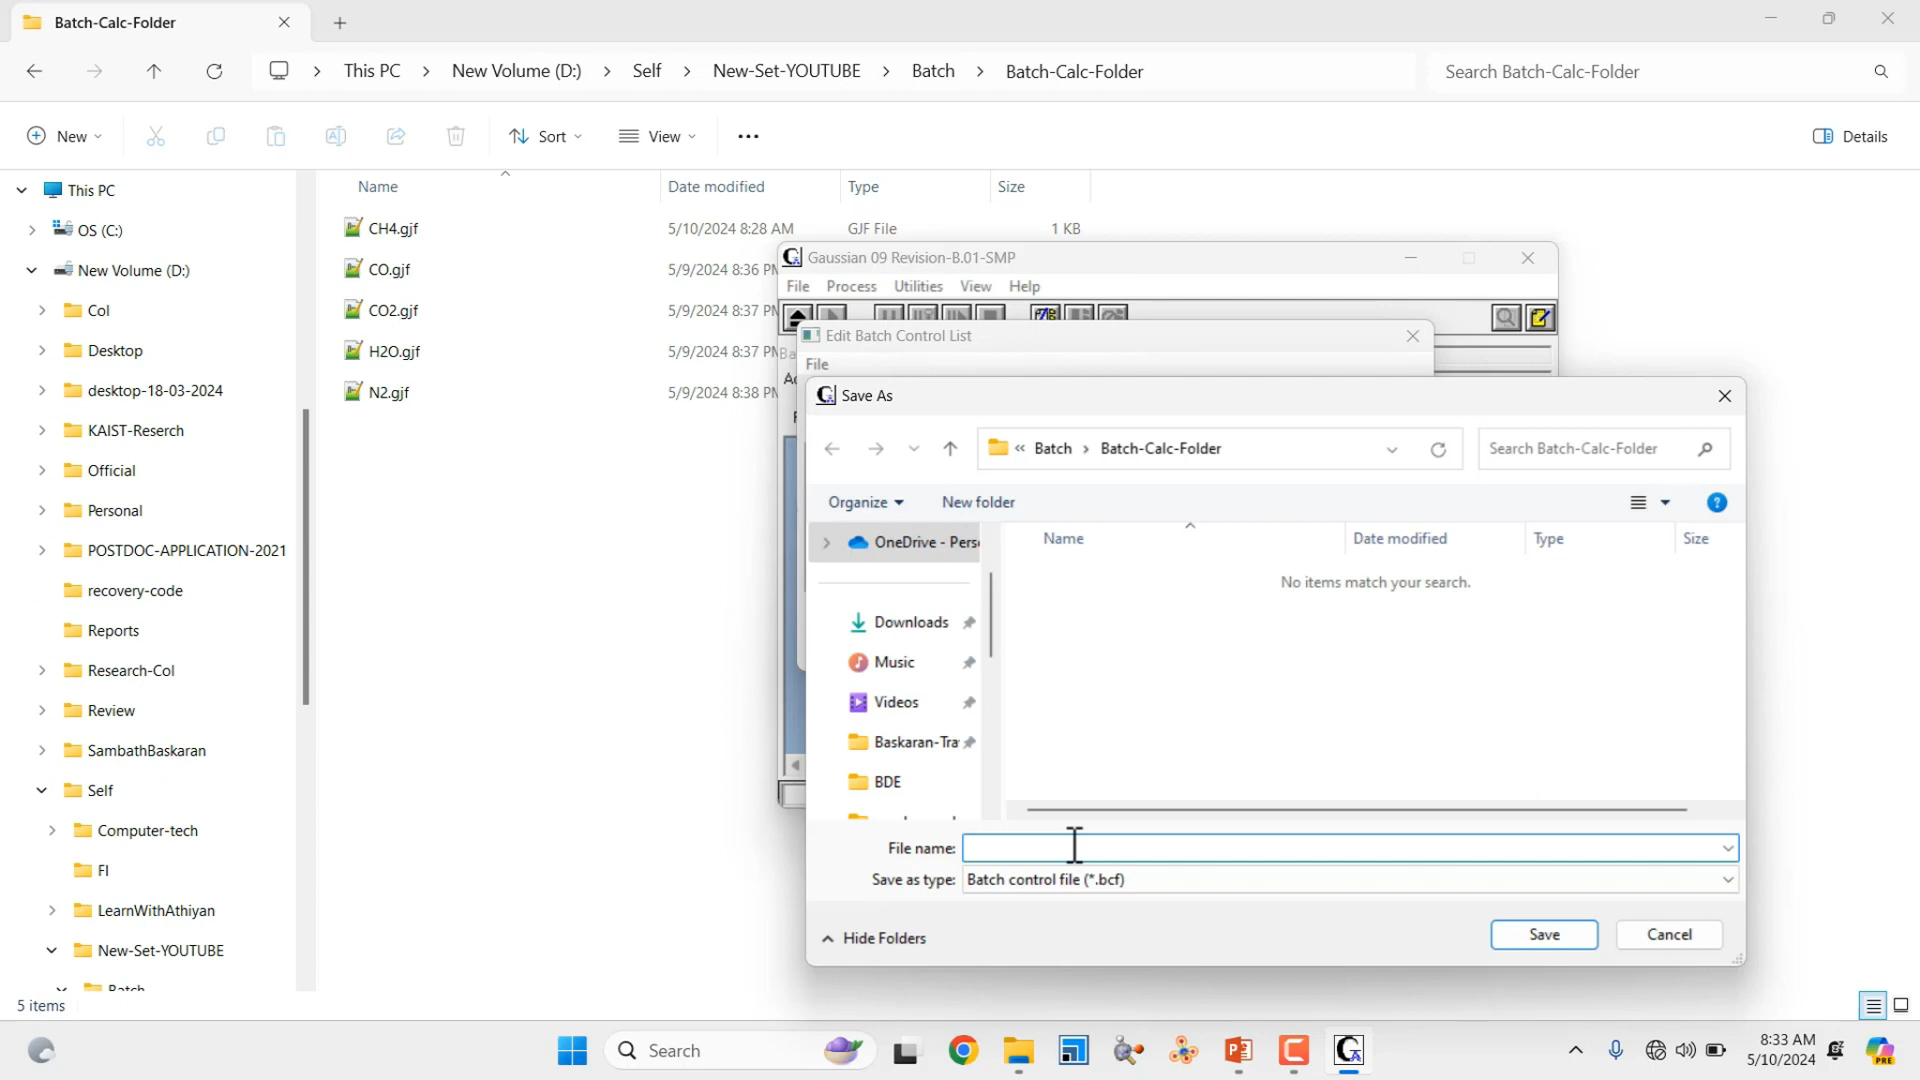 Batch-Calc-Folder
This PC > New Volume (D:) > Self > New-Set-YOUTUBE > Batch > Batch-Calc-Folder
Search Batch-Calc-Folder
New
Sort
View
Details
This PC
OS (C:)
New Volume (D:)
Col
Desktop
desktop-18-03-2024
KAIST-Reserch
Official
Personal
POSTDOC-APPLICATION-2021
recovery-code
Reports
Research-Col
Review
SambathBaskaran
Self
Computer-tech
FI
LearnWithAthiyan
New-Set-YOUTUBE
Batch
5 items
Name Date modified Type Size
CH4.gjf 5/10/2024 8:28 AM GJF File 1 KB
CO.gjf 5/9/2024 8:36 PM
CO2.gjf 5/9/2024 8:37 PM
H2O.gjf 5/9/2024 8:37 PM
N2.gjf 5/9/2024 8:38 PM
Gaussian 09 Revision-B.01-SMP
File Process Utilities View Help
Edit Batch Control List
File
Save As
« Batch > Batch-Calc-Folder
Search Batch-Calc-Folder
Organize New folder
OneDrive - Pers
Downloads
Music
Videos
Baskaran-Tra
BDE
Name Date modified Type Size
No items match your search.
File name:
Save as type: Batch control file (*.bcf)
Hide Folders
Save Cancel
Search
8:33 AM
5/10/2024
PRE